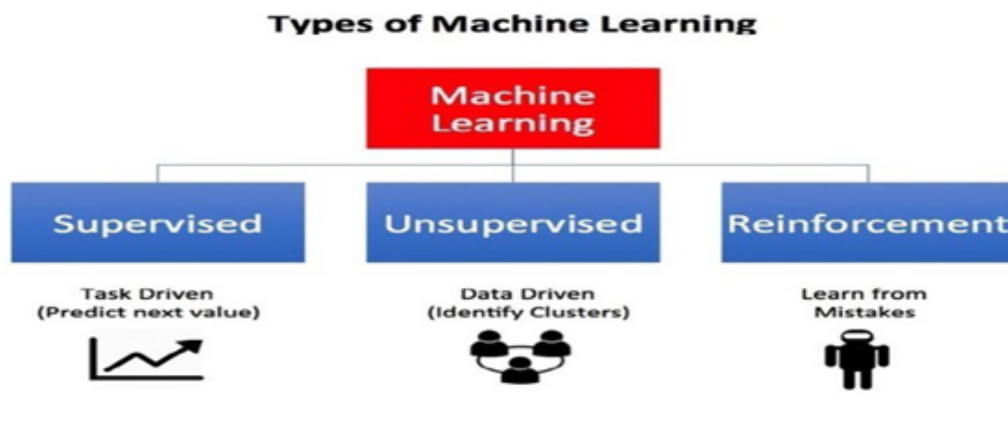 Types of Machine Learning
Machine
Learning
Supervised
Unsupervised
Reinforcement
Task Driven
(Predict next value)
Data Driven
(Identify Clusters)
Learn from
Mistakes